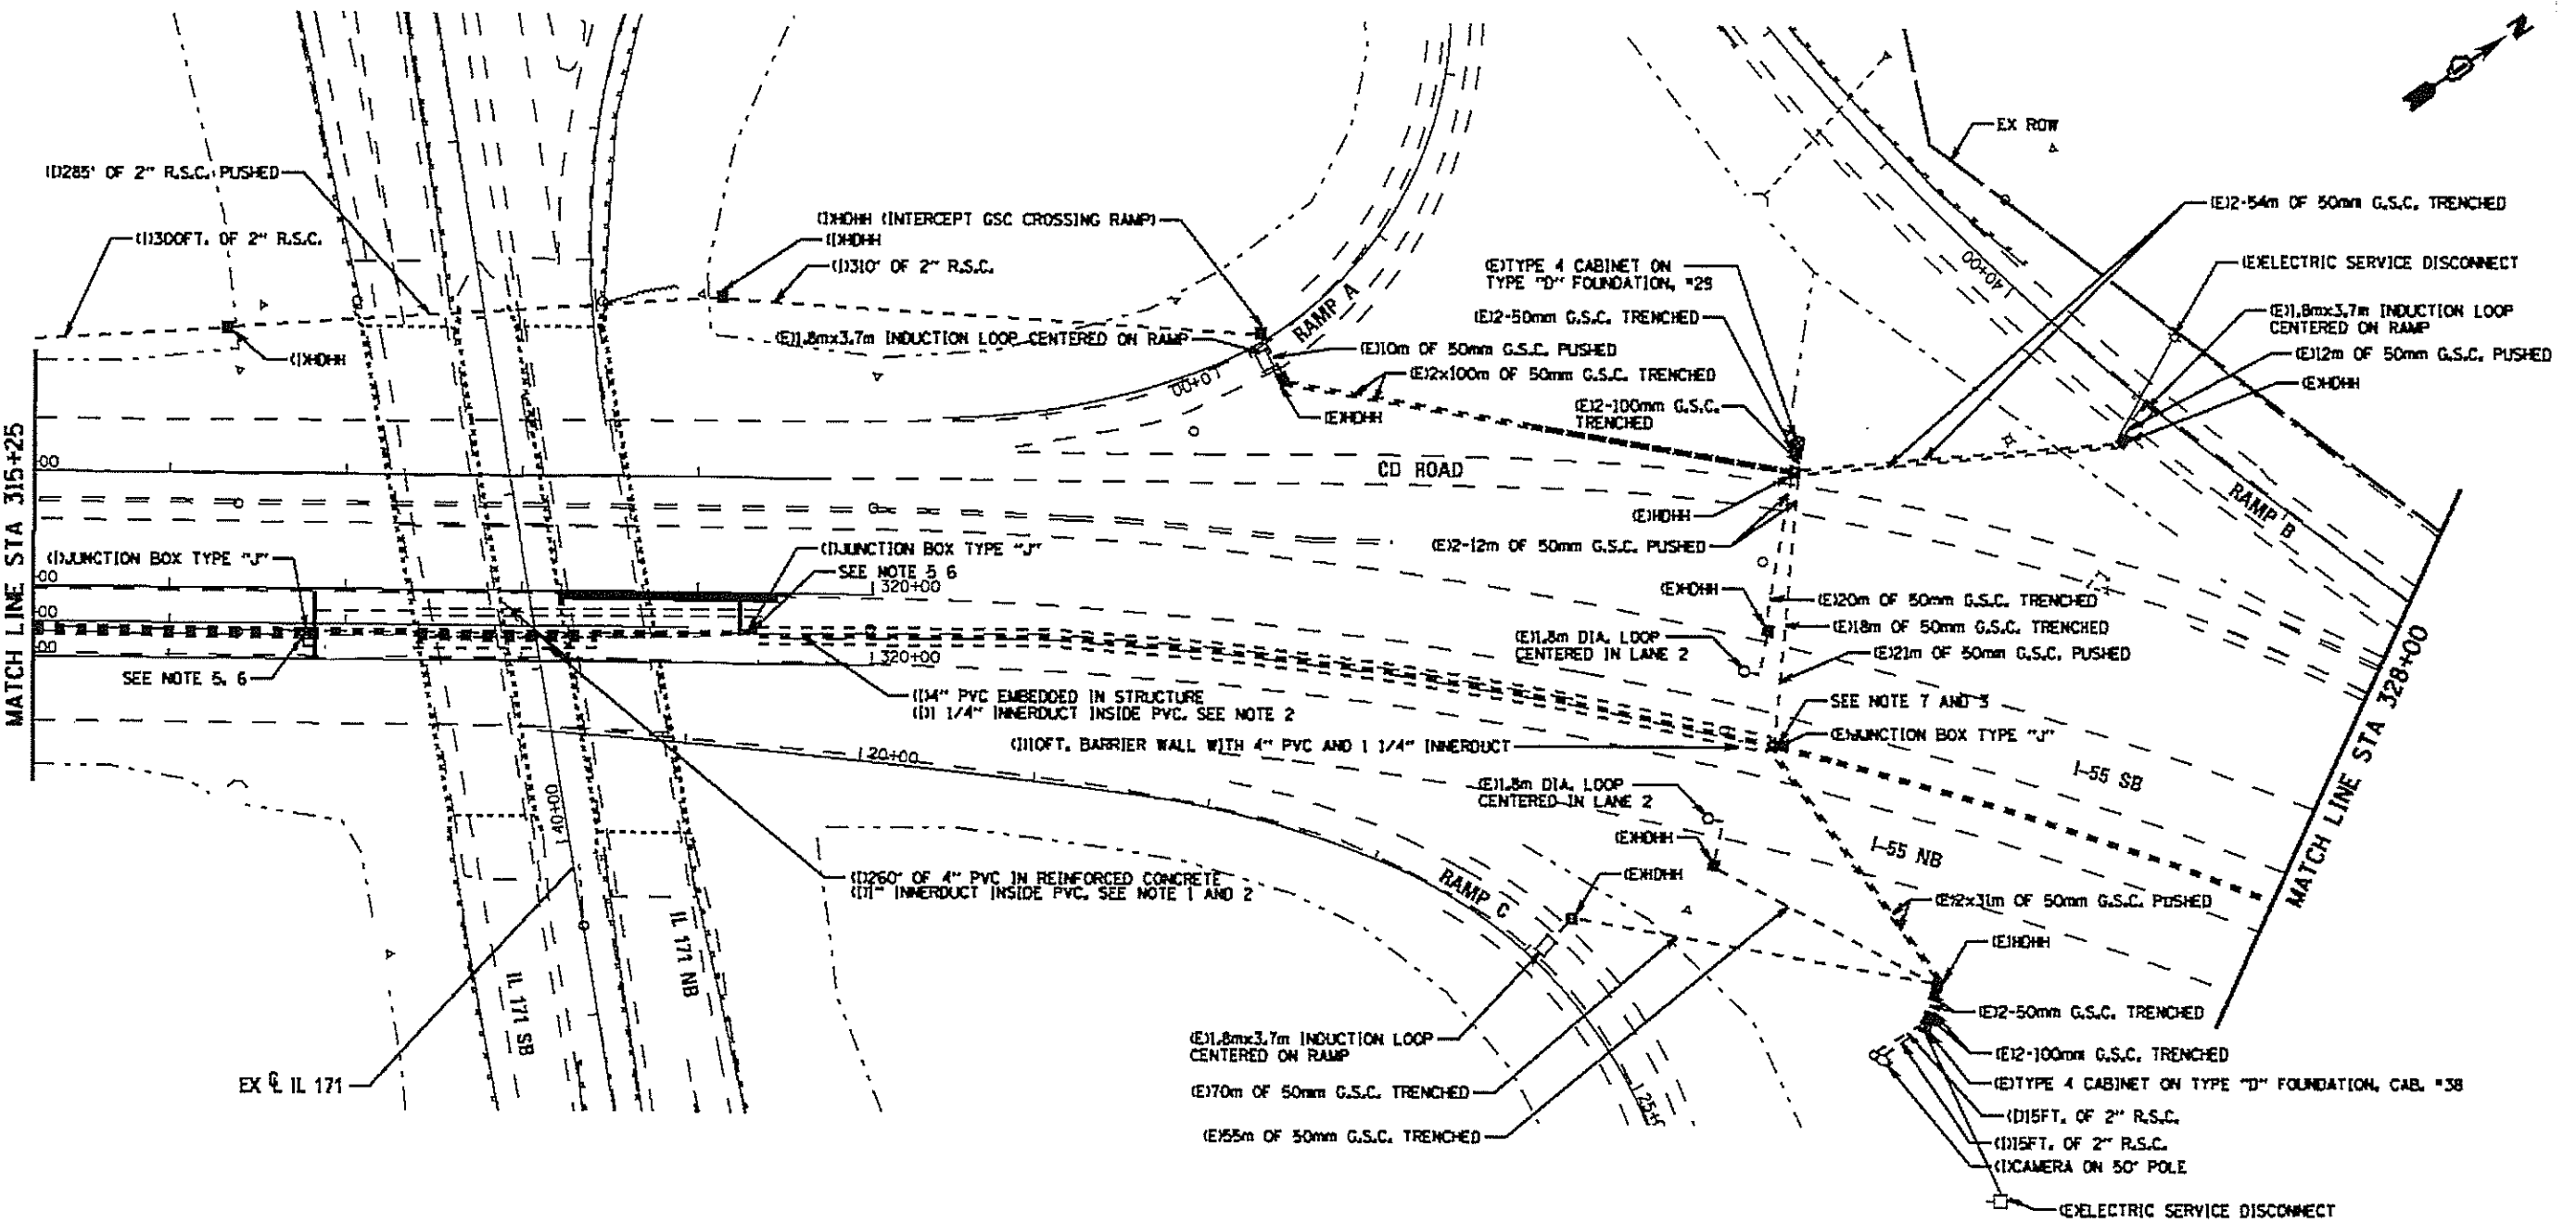 N
EX ROW
(I)285' OF 2" R.S.C. PUSHED
(I)300FT. OF 2" R.S.C.
(I)HDHH (INTERCEPT GSC CROSSING RAMP)
(I)HDHH
(I)310' OF 2" R.S.C.
(I)HDHH
(E)1.8mx3.7m INDUCTION LOOP CENTERED ON RAMP
RAMP A
10+00
(E)TYPE 4 CABINET ON
TYPE "D" FOUNDATION, #29
(E)2-50mm G.S.C. TRENCHED
(E)10m OF 50mm G.S.C. PUSHED
(E)2x100m OF 50mm G.S.C. TRENCHED
(E)HDHH
(E)2-100mm G.S.C.
TRENCHED
140+00
(E)2-54m OF 50mm G.S.C. TRENCHED
(E)ELECTRIC SERVICE DISCONNECT
(E)1.8mx3.7m INDUCTION LOOP
CENTERED ON RAMP
(E)12m OF 50mm G.S.C. PUSHED
(E)HDHH
MATCH LINE STA 315+25
00
00
00
00
CD ROAD
RAMP B
(E)HDHH
(E)2-12m OF 50mm G.S.C. PUSHED
(I)JUNCTION BOX TYPE "J"
(I)JUNCTION BOX TYPE "J"
SEE NOTE 5 6
320+00
SEE NOTE 5, 6
320+00
(E)HDHH
(E)20m OF 50mm G.S.C. TRENCHED
(E)18m OF 50mm G.S.C. TRENCHED
(E)1.8m DIA. LOOP
CENTERED IN LANE 2
(E)21m OF 50mm G.S.C. PUSHED
(I)4" PVC EMBEDDED IN STRUCTURE
(I)1 1/4" INNERDUCT INSIDE PVC. SEE NOTE 2
SEE NOTE 7 AND 3
(E)JUNCTION BOX TYPE "J"
(I)10FT. BARRIER WALL WITH 4" PVC AND 1 1/4" INNERDUCT
120+00
I-55 SB
MATCH LINE STA 328+00
(E)1.8m DIA. LOOP
CENTERED IN LANE 2
(E)HDHH
I-55 NB
(E)HDHH
140+00
RAMP C
(I)260' OF 4" PVC IN REINFORCED CONCRETE
(I)1" INNERDUCT INSIDE PVC. SEE NOTE 1 AND 2
(E)2x31m OF 50mm G.S.C. PUSHED
(E)HDHH
IL 171 NB
IL 171 SB
(E)2-50mm G.S.C. TRENCHED
(E)1.8mx3.7m INDUCTION LOOP
CENTERED ON RAMP
(E)2-100mm G.S.C. TRENCHED
EX ℄ IL 171
(E)TYPE 4 CABINET ON TYPE "D" FOUNDATION, CAB. #38
(E)70m OF 50mm G.S.C. TRENCHED
(I)15FT. OF 2" R.S.C.
(E)55m OF 50mm G.S.C. TRENCHED
(I)15FT. OF 2" R.S.C.
(I)CAMERA ON 50' POLE
(E)ELECTRIC SERVICE DISCONNECT